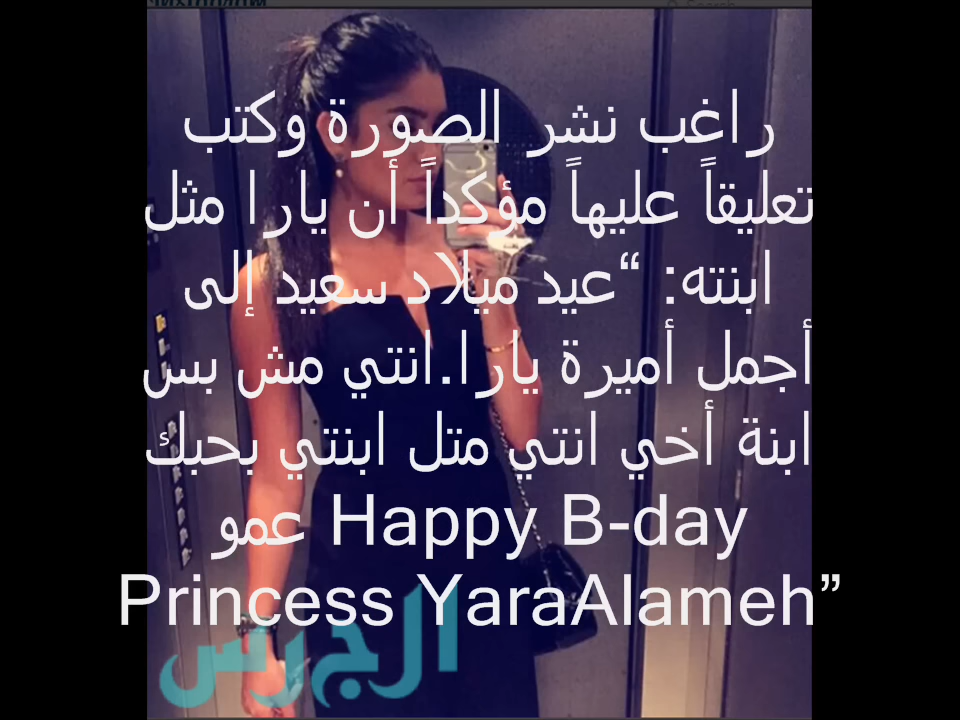 راغب نشر الصورة وكتب
تعليقاً عليهاً مؤكداً أن يارا مثل
ابنته: “عيد ميلاد سعيد إلى
أجمل أميرة يارا.انتي مش بس
ابنة أخي انتي متل ابنتي بحبك
عمو Happy B-day
Princess YaraAlameh”
الجرس